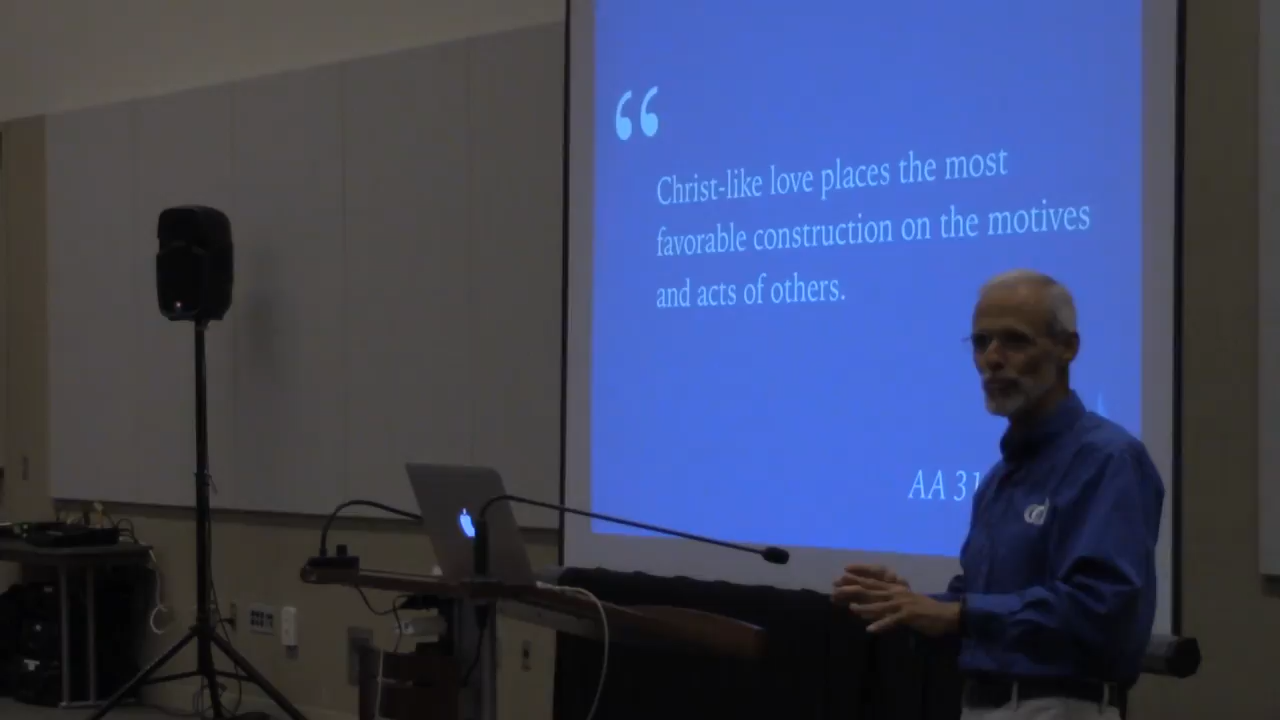 “
Christ-like love places the most
favorable construction on the motives
and acts of others.
AA 31